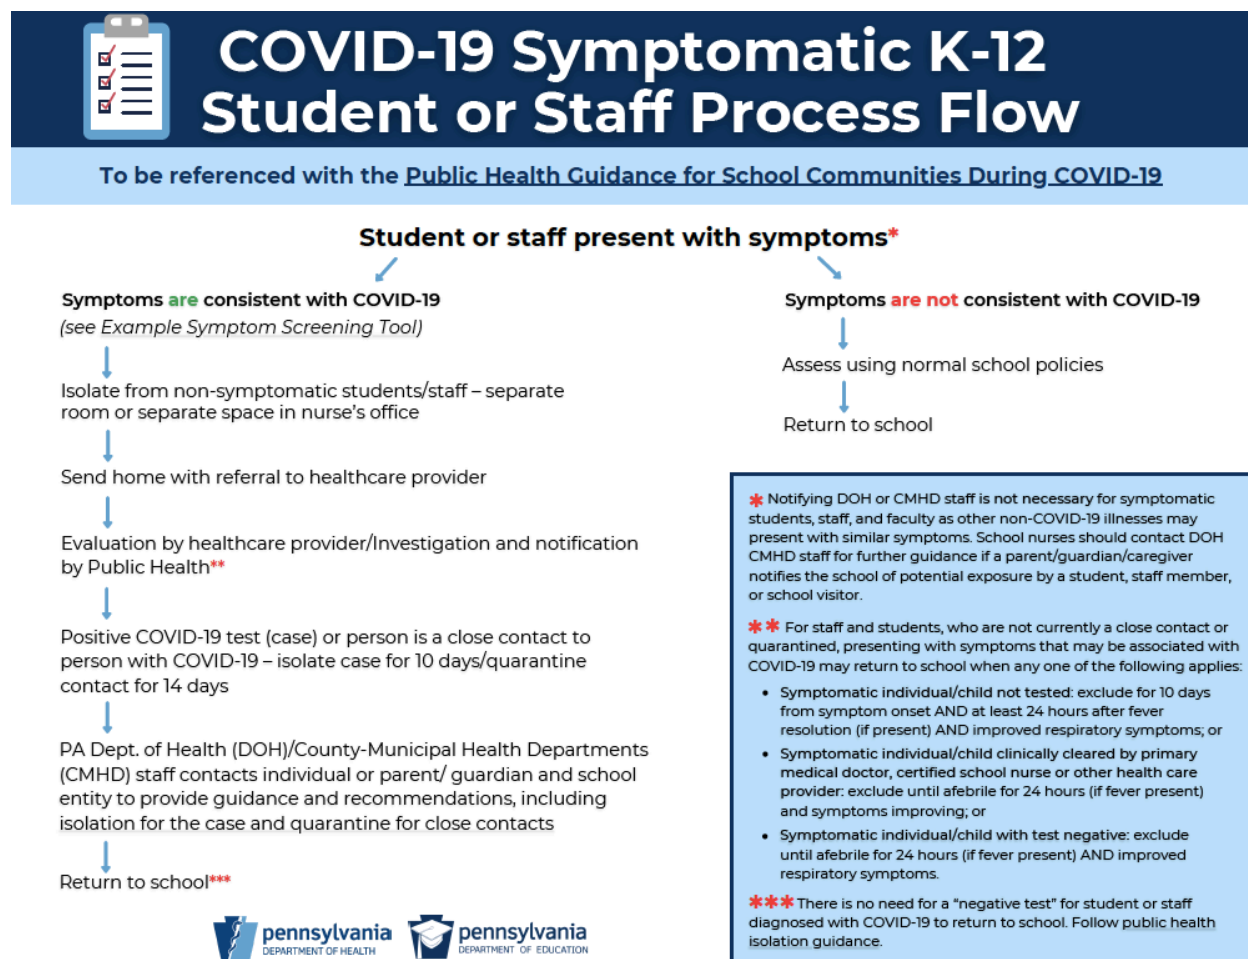 COVID-19 Symptomatic K-12
Student or Staff Process Flow
To be referenced with the Public Health Guidance for School Communities During COVID-19
Student or staff present with symptoms*
Symptoms are consistent with COVID-19
(see Example Symptom Screening Tool)
Isolate from non-symptomatic students/staff – separate
room or separate space in nurse's office
Send home with referral to healthcare provider
Evaluation by healthcare provider/Investigation and notification
by Public Health**
Positive COVID-19 test (case) or person is a close contact to
person with COVID-19 – isolate case for 10 days/quarantine
contact for 14 days
PA Dept. of Health (DOH)/County-Municipal Health Departments
(CMHD) staff contacts individual or parent/ guardian and school
entity to provide guidance and recommendations, including
isolation for the case and quarantine for close contacts
Return to school***
Symptoms are not consistent with COVID-19
Assess using normal school policies
Return to school
* Notifying DOH or CMHD staff is not necessary for symptomatic
students, staff, and faculty as other non-COVID-19 illnesses may
present with similar symptoms. School nurses should contact DOH
CMHD staff for further guidance if a parent/guardian/caregiver
notifies the school of potential exposure by a student, staff member,
or school visitor.
** For staff and students, who are not currently a close contact or
quarantined, presenting with symptoms that may be associated with
COVID-19 may return to school when any one of the following applies:
• Symptomatic individual/child not tested: exclude for 10 days
from symptom onset AND at least 24 hours after fever
resolution (if present) AND improved respiratory symptoms; or
• Symptomatic individual/child clinically cleared by primary
medical doctor, certified school nurse or other health care
provider: exclude until afebrile for 24 hours (if fever present)
and symptoms improving; or
• Symptomatic individual/child with test negative: exclude
until afebrile for 24 hours (if fever present) AND improved
respiratory symptoms.
*** There is no need for a "negative test" for student or staff
diagnosed with COVID-19 to return to school. Follow public health
isolation guidance.
pennsylvania
DEPARTMENT OF HEALTH
pennsylvania
DEPARTMENT OF EDUCATION